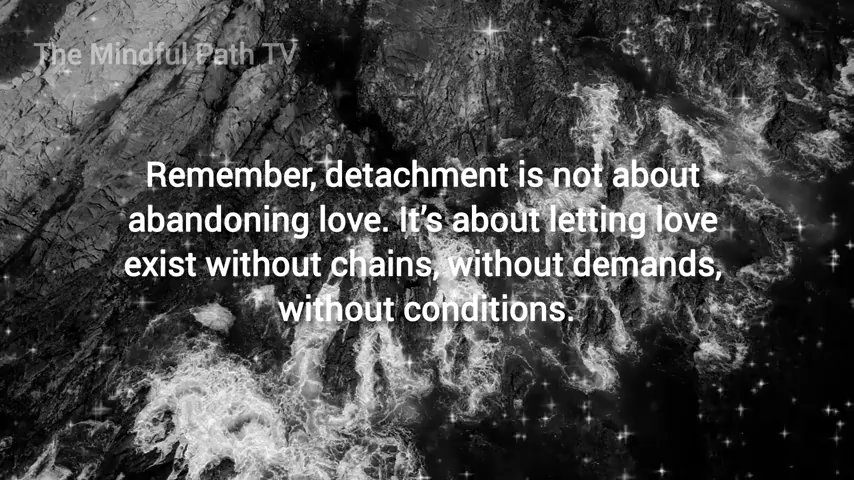 The Mindful Path TV
Remember, detachment is not about
abandoning love. It’s about letting love
exist without chains, without demands,
without conditions.